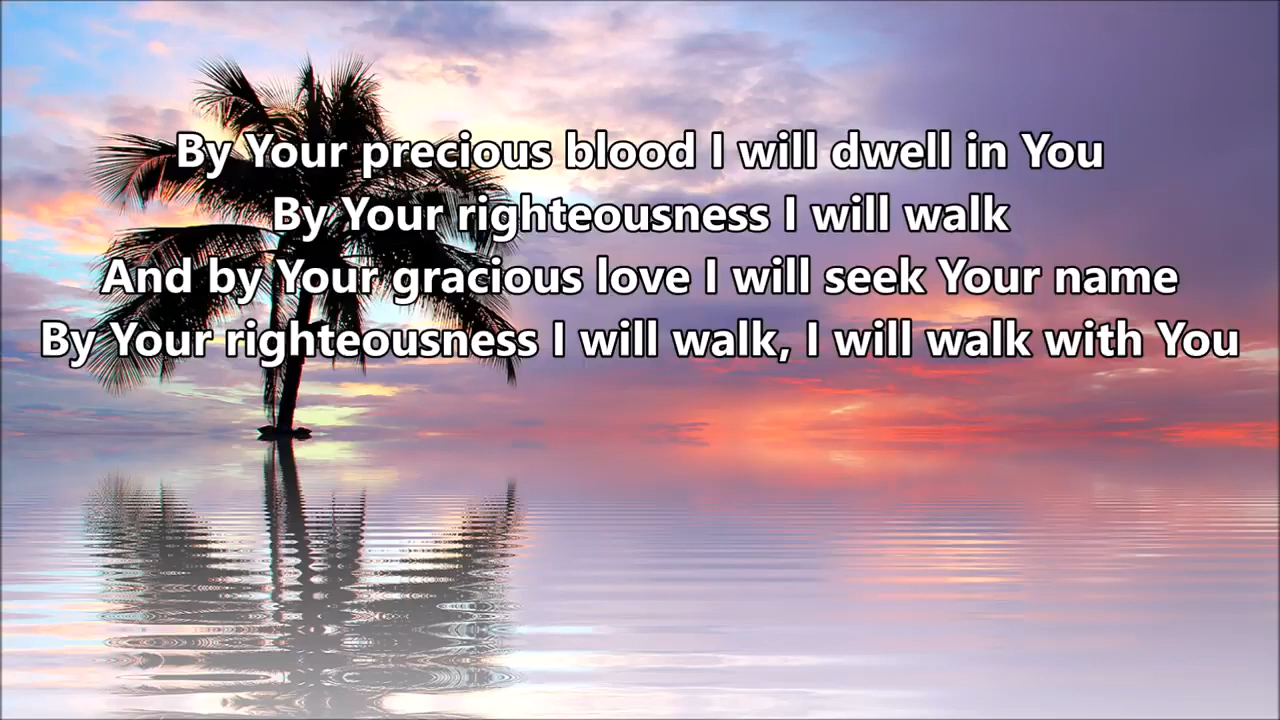 By Your precious blood I will dwell in You
By Your righteousness I will walk
And by Your gracious love I will seek Your name
By Your righteousness I will walk, I will walk with You